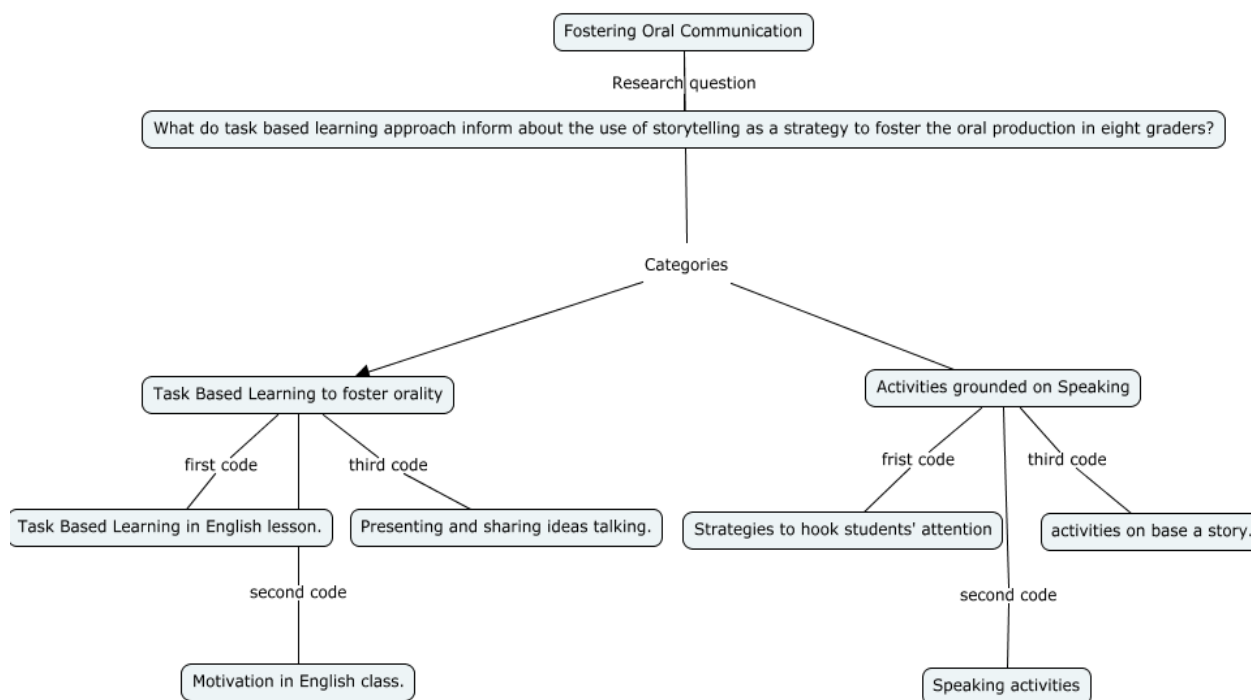 Fostering Oral Communication
Research question
What do task based learning approach inform about the use of storytelling as a strategy to foster the oral production in eight graders?
Categories
Task Based Learning to foster orality
Activities grounded on Speaking
first code
third code
frist code
third code
Task Based Learning in English lesson.
Presenting and sharing ideas talking.
Strategies to hook students' attention
activities on base a story.
second code
second code
Motivation in English class.
Speaking activities